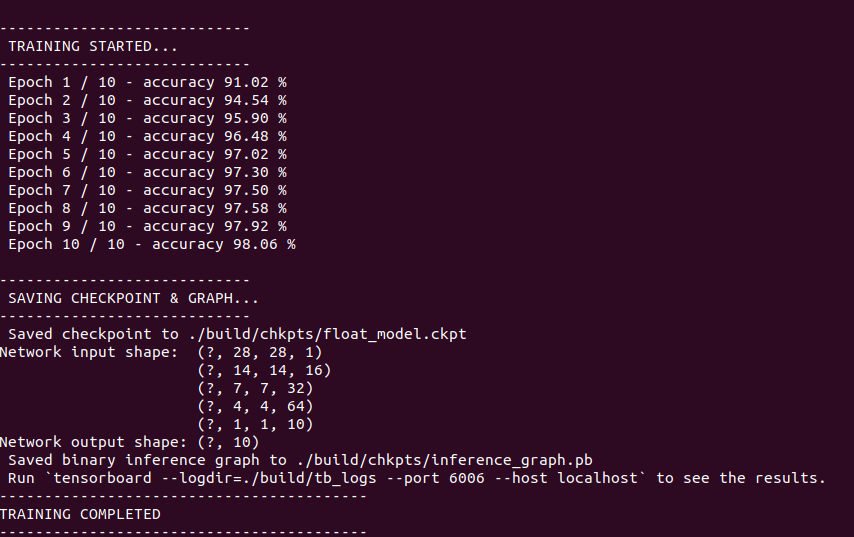 ---------------------------
 TRAINING STARTED...
---------------------------
 Epoch 1 / 10 - accuracy 91.02 %
 Epoch 2 / 10 - accuracy 94.54 %
 Epoch 3 / 10 - accuracy 95.90 %
 Epoch 4 / 10 - accuracy 96.48 %
 Epoch 5 / 10 - accuracy 97.02 %
 Epoch 6 / 10 - accuracy 97.30 %
 Epoch 7 / 10 - accuracy 97.50 %
 Epoch 8 / 10 - accuracy 97.58 %
 Epoch 9 / 10 - accuracy 97.92 %
 Epoch 10 / 10 - accuracy 98.06 %

----------------------------
 SAVING CHECKPOINT & GRAPH...
----------------------------
 Saved checkpoint to ./build/chkpts/float_model.ckpt
Network input shape:  (?, 28, 28, 1)
                      (?, 14, 14, 16)
                      (?, 7, 7, 32)
                      (?, 4, 4, 64)
                      (?, 1, 1, 10)
Network output shape: (?, 10)
 Saved binary inference graph to ./build/chkpts/inference_graph.pb
 Run `tensorboard --logdir=./build/tb_logs --port 6006 --host localhost` to see the results.
-----------------------------------------
TRAINING COMPLETED
-----------------------------------------